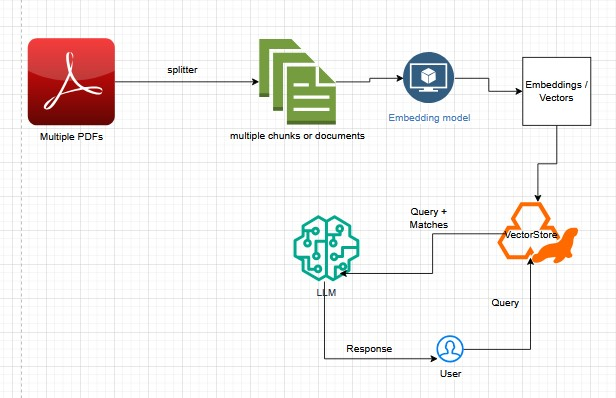 splitter
Embeddings /
Vectors
Embedding model
Multiple PDFs
multiple chunks or documents
Query +
Matches
VectorStore
LLM
Query
Response
User